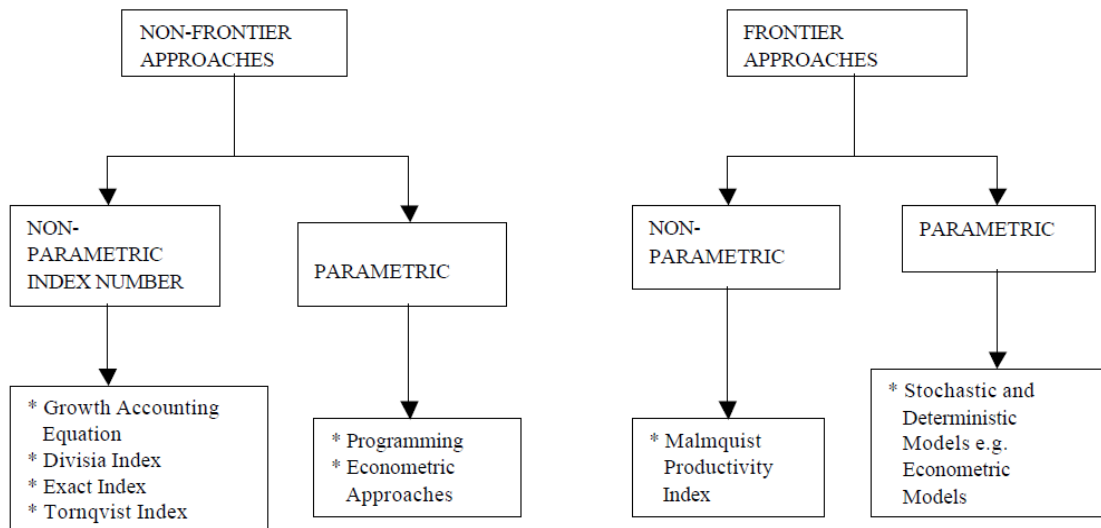 NON-FRONTIER
APPROACHES
FRONTIER
APPROACHES
NON-
PARAMETRIC
INDEX NUMBER
PARAMETRIC
NON-
PARAMETRIC
PARAMETRIC
* Growth Accounting
Equation
* Divisia Index
* Exact Index
* Tornqvist Index
* Programming
* Econometric
Approaches
* Malmquist
Productivity
Index
* Stochastic and
Deterministic
Models e.g.
Econometric
Models